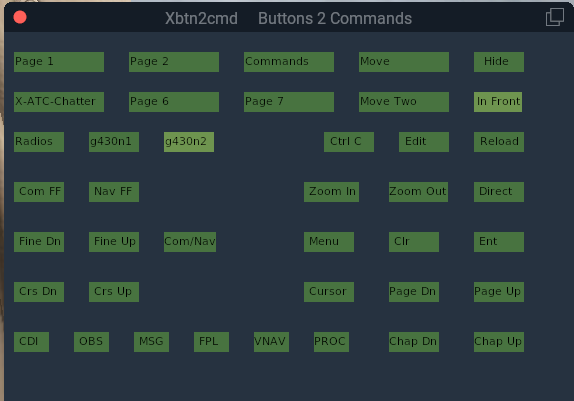 Xbtn2cmd Buttons 2 Commands
Page 1 Page 2 Commands Move Hide
X-ATC-Chatter Page 6 Page 7 Move Two In Front
Radios g430n1 g430n2 Ctrl C Edit Reload
Com FF Nav FF Zoom In Zoom Out Direct
Fine Dn Fine Up Com/Nav Menu Clr Ent
Crs Dn Crs Up Cursor Page Dn Page Up
CDI OBS MSG FPL VNAV PROC Chap Dn Chap Up